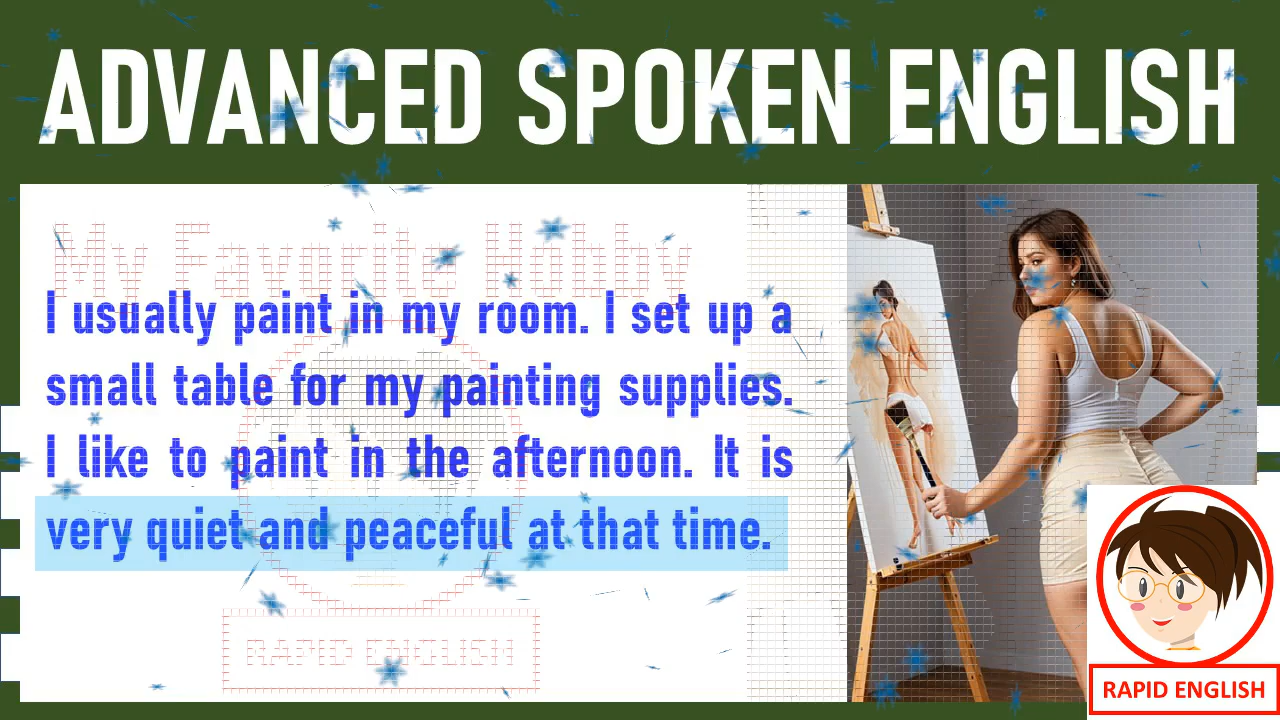 ADVANCED SPOKEN ENGLISH
My Favorite Hobby
I usually paint in my room. I set up a
small table for my painting supplies.
I like to paint in the afternoon. It is
very quiet and peaceful at that time.
RAPID ENGLISH
RAPID ENGLISH